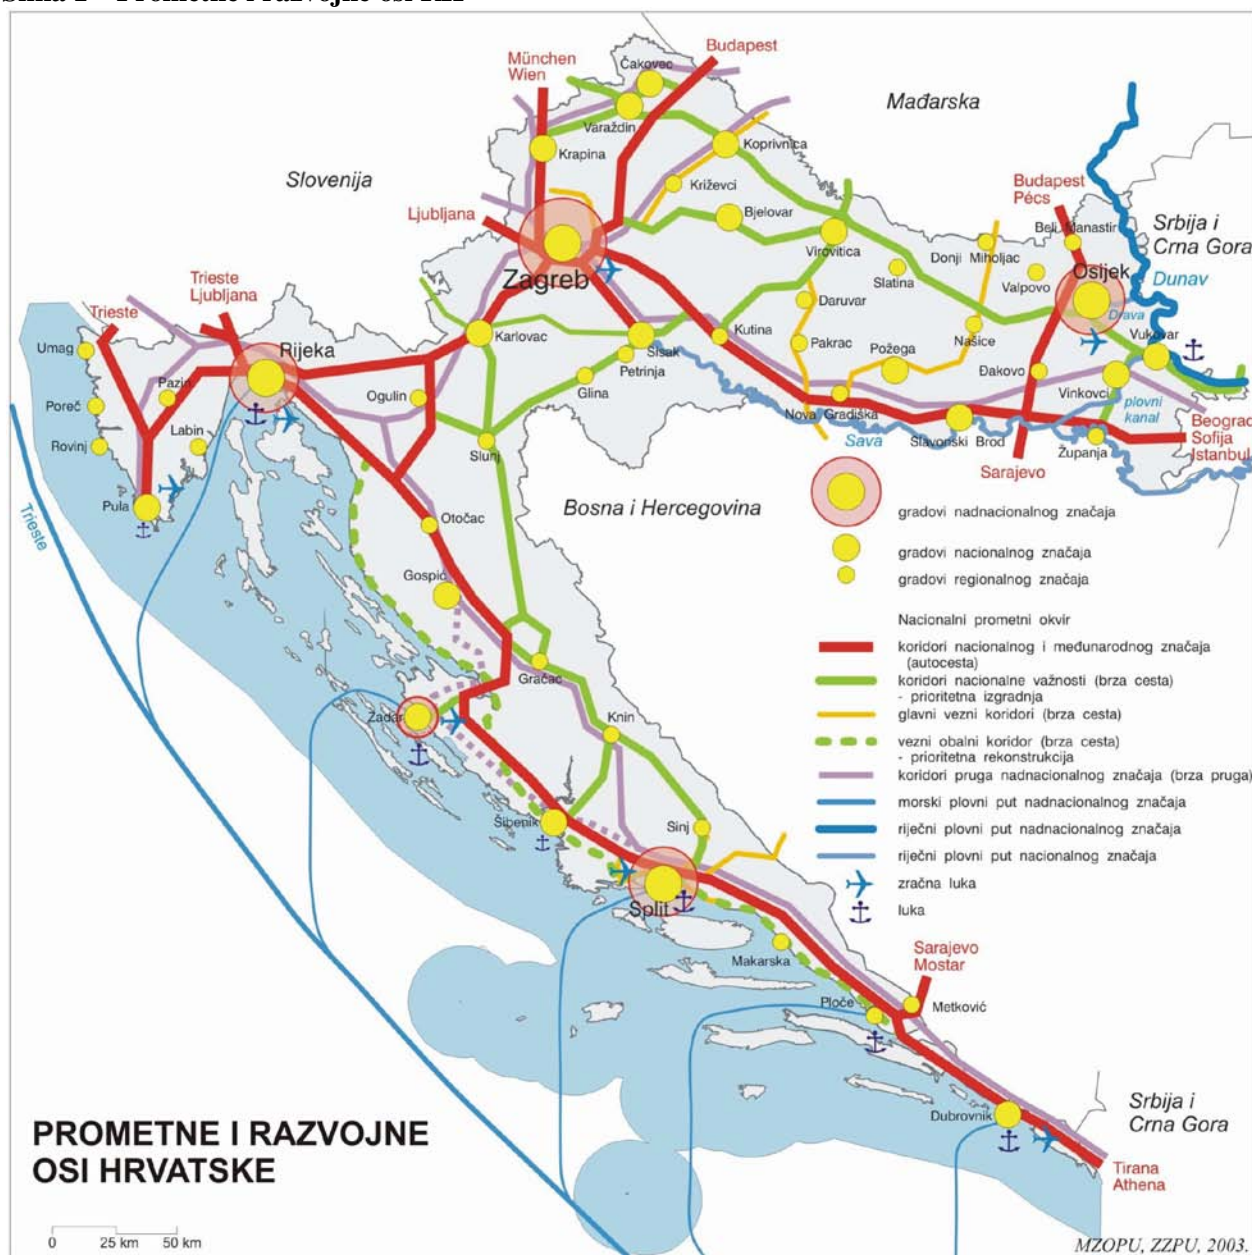 München
Wien
Budapest
Čakovec
Mađarska
Varaždin
Koprivnica
Krapina
Slovenija
Križevci
Budapest
Pécs
Ljubljana
Bjelovar
Beli Manastir
Srbija i
Crna Gora
Virovitica
Donji Miholjac
Osijek
Zagreb
Slatina
Valpovo
Dunav
Trieste
Ljubljana
Daruvar
Drava
Trieste
Karlovac
Kutina
Našice
Vukovar
Umag
Rijeka
Sisak
Pakrac
Požega
Petrinja
Đakovo
Vinkovci
Pazin
Ogulin
Glina
plovni
kanal
Poreč
Nova Gradiška
Beograd
Sofija
Istanbul
Labin
Sava
Slavonski Brod
Rovinj
Slunj
Županja
Sarajevo
Pula
Bosna i Hercegovina
Trieste
Otočac
Gospić
Gračac
Zadar
Knin
Šibenik
Sinj
Split
Makarska
Sarajevo
Mostar
Ploče
Metković
Dubrovnik
Srbija i
Crna Gora
Tirana
Athena
gradovi nadnacionalnog značaja
gradovi nacionalnog značaja
gradovi regionalnog značaja
Nacionalni prometni okvir
koridori nacionalnog i međunarodnog značaja
(autocesta)
koridori nacionalne važnosti (brza cesta)
- prioritetna izgradnja
glavni vezni koridori (brza cesta)
vezni obalni koridor (brza cesta)
- prioritetna rekonstrukcija
koridori pruga nadnacionalnog značaja (brza pruga)
morski plovni put nadnacionalnog značaja
riječni plovni put nadnacionalnog značaja
riječni plovni put nacionalnog značaja
zračna luka
luka
PROMETNE I RAZVOJNE
OSI HRVATSKE
0 25 km 50 km
MZOPU, ZZPU, 2003.